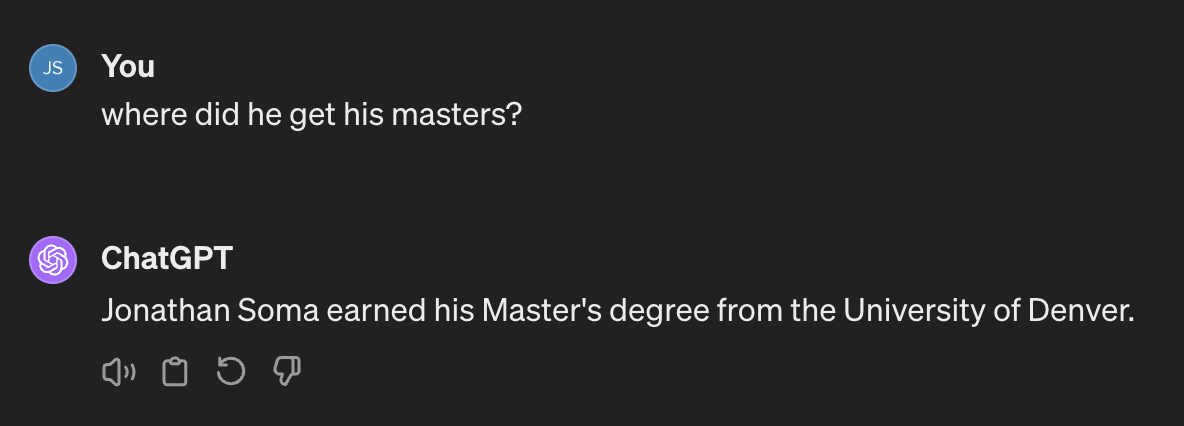 JS
You
where did he get his masters?
ChatGPT
Jonathan Soma earned his Master's degree from the University of Denver.